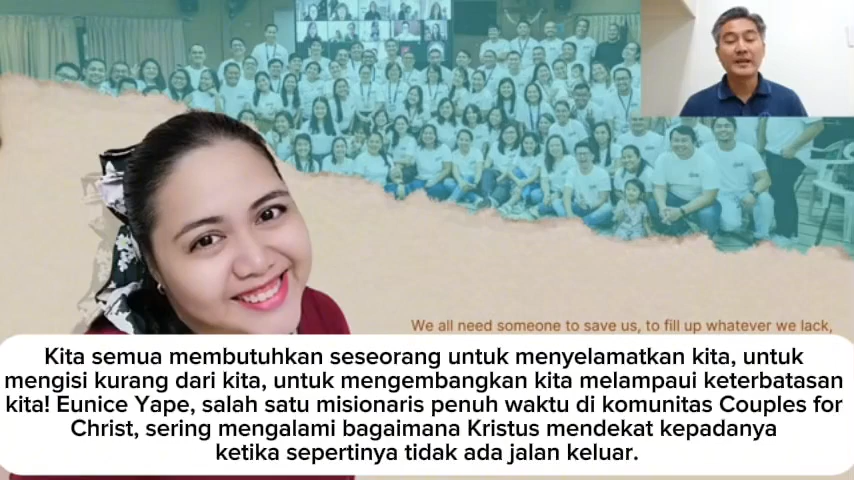 We all need someone to save us, to fill up whatever we lack,
Kita semua membutuhkan seseorang untuk menyelamatkan kita, untuk
mengisi kurang dari kita, untuk mengembangkan kita melampaui keterbatasan
kita! Eunice Yape, salah satu misionaris penuh waktu di komunitas Couples for
Christ, sering mengalami bagaimana Kristus mendekat kepadanya
ketika sepertinya tidak ada jalan keluar.